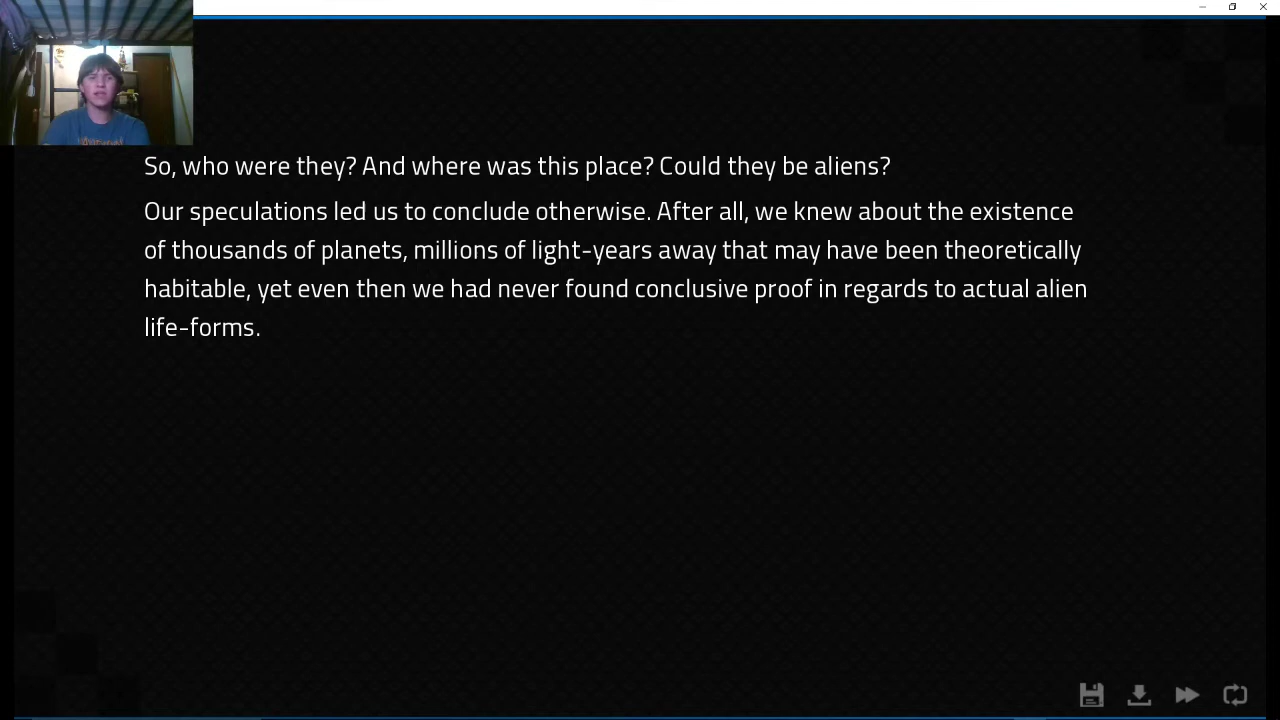 So, who were they? And where was this place? Could they be aliens?
Our speculations led us to conclude otherwise. After all, we knew about the existence
of thousands of planets, millions of light-years away that may have been theoretically
habitable, yet even then we had never found conclusive proof in regards to actual alien
life-forms.